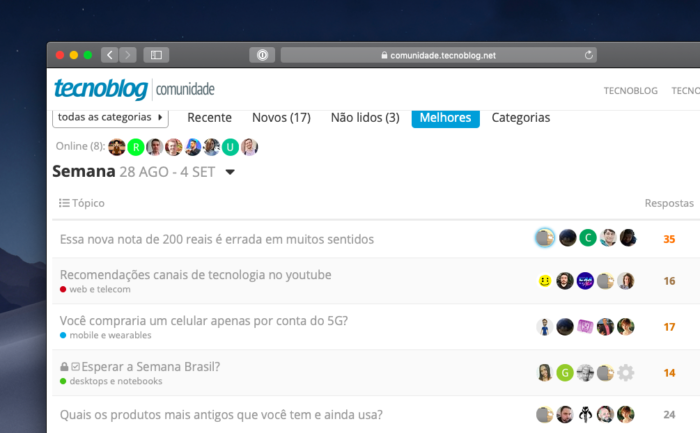 comunidade.tecnoblog.net
tecnoblog comunidade TECNOBLOG TECNO
todas as categorias Recente Novos (17) Não lidos (3) Melhores Categorias
Online (8): R U
Semana 28 AGO - 4 SET
Tópico Respostas
Essa nova nota de 200 reais é errada em muitos sentidos C 35
Recomendações canais de tecnologia no youtube 16
web e telecom
Você compraria um celular apenas por conta do 5G? 17
mobile e wearables
Esperar a Semana Brasil? G 14
desktops e notebooks
Quais os produtos mais antigos que você tem e ainda usa? 24